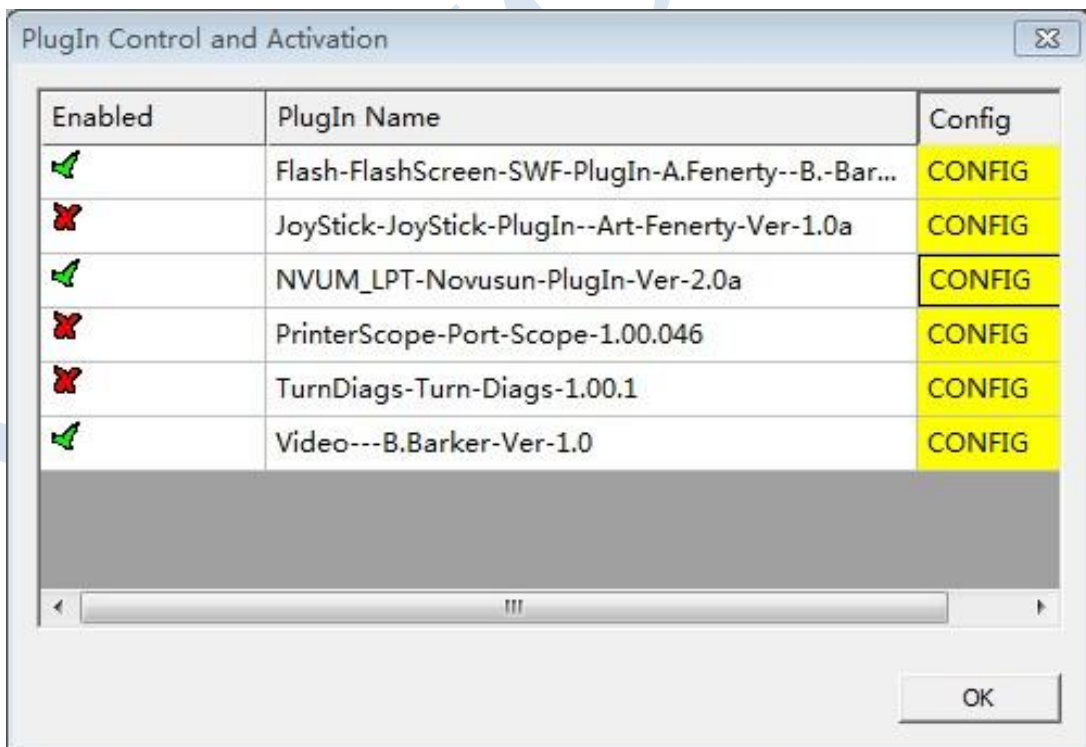 PlugIn Control and Activation
Enabled PlugIn Name Config
Flash-FlashScreen-SWF-PlugIn-A.Fenerty--B.-Bar... CONFIG
JoyStick-JoyStick-PlugIn--Art-Fenerty-Ver-1.0a CONFIG
NVUM_LPT-Novusun-PlugIn-Ver-2.0a CONFIG
PrinterScope-Port-Scope-1.00.046 CONFIG
TurnDiags-Turn-Diags-1.00.1 CONFIG
Video---B.Barker-Ver-1.0 CONFIG
OK